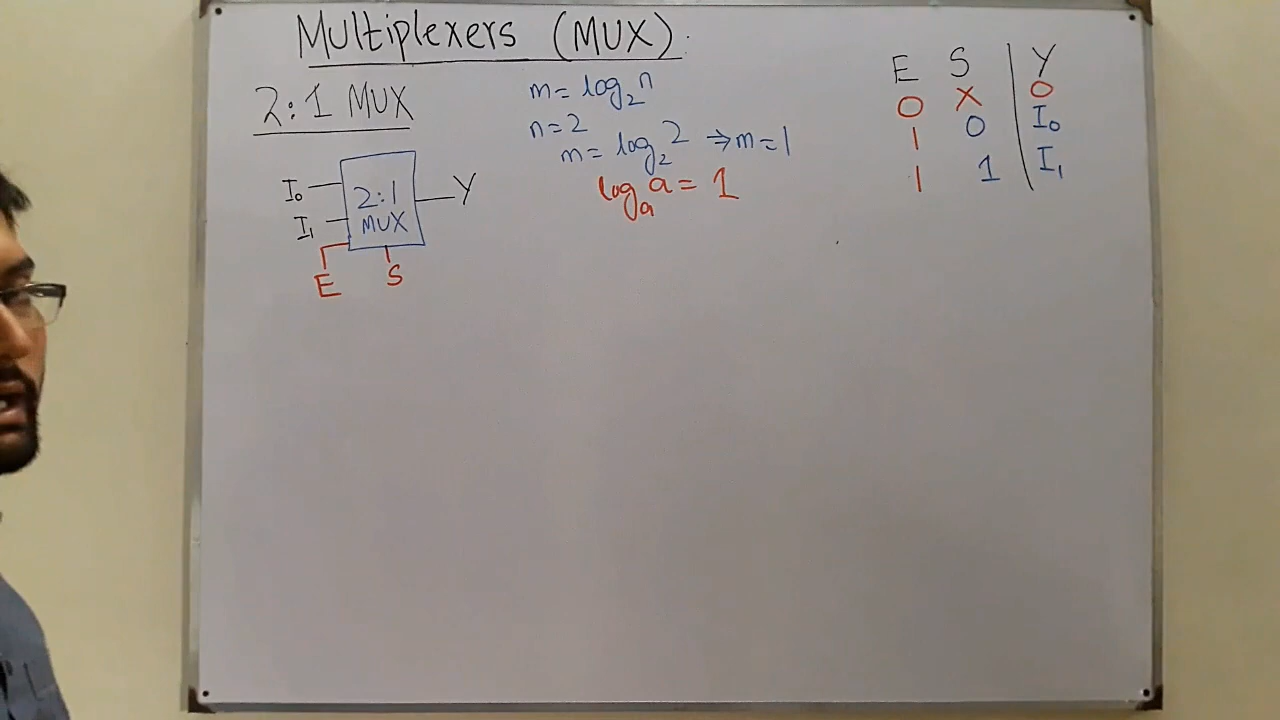 Multiplexers (MUX).
2:1 MUX
m = log₂n
n=2
m = log₂2 ⇒ m=1
logₐa = 1
I₀
I₁
2:1
MUX
Y
E
S
E S Y
0 X 0
1 0 I₀
1 1 I₁